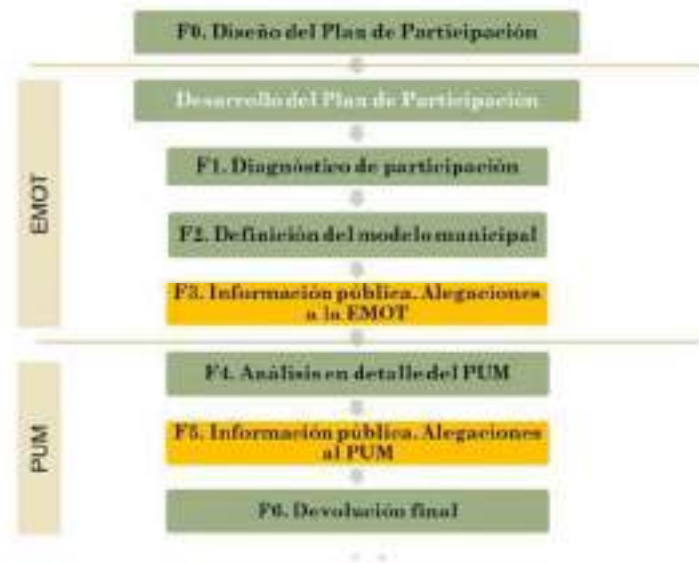 F0. Diseño del Plan de Participación
EMOT
Desarrollo del Plan de Participación
F1. Diagnóstico de participación
F2. Definición del modelo municipal
F3. Información pública. Alegaciones
a la EMOT
PUM
F4. Análisis en detalle del PUM
F5. Información pública. Alegaciones
al PUM
F6. Devolución final